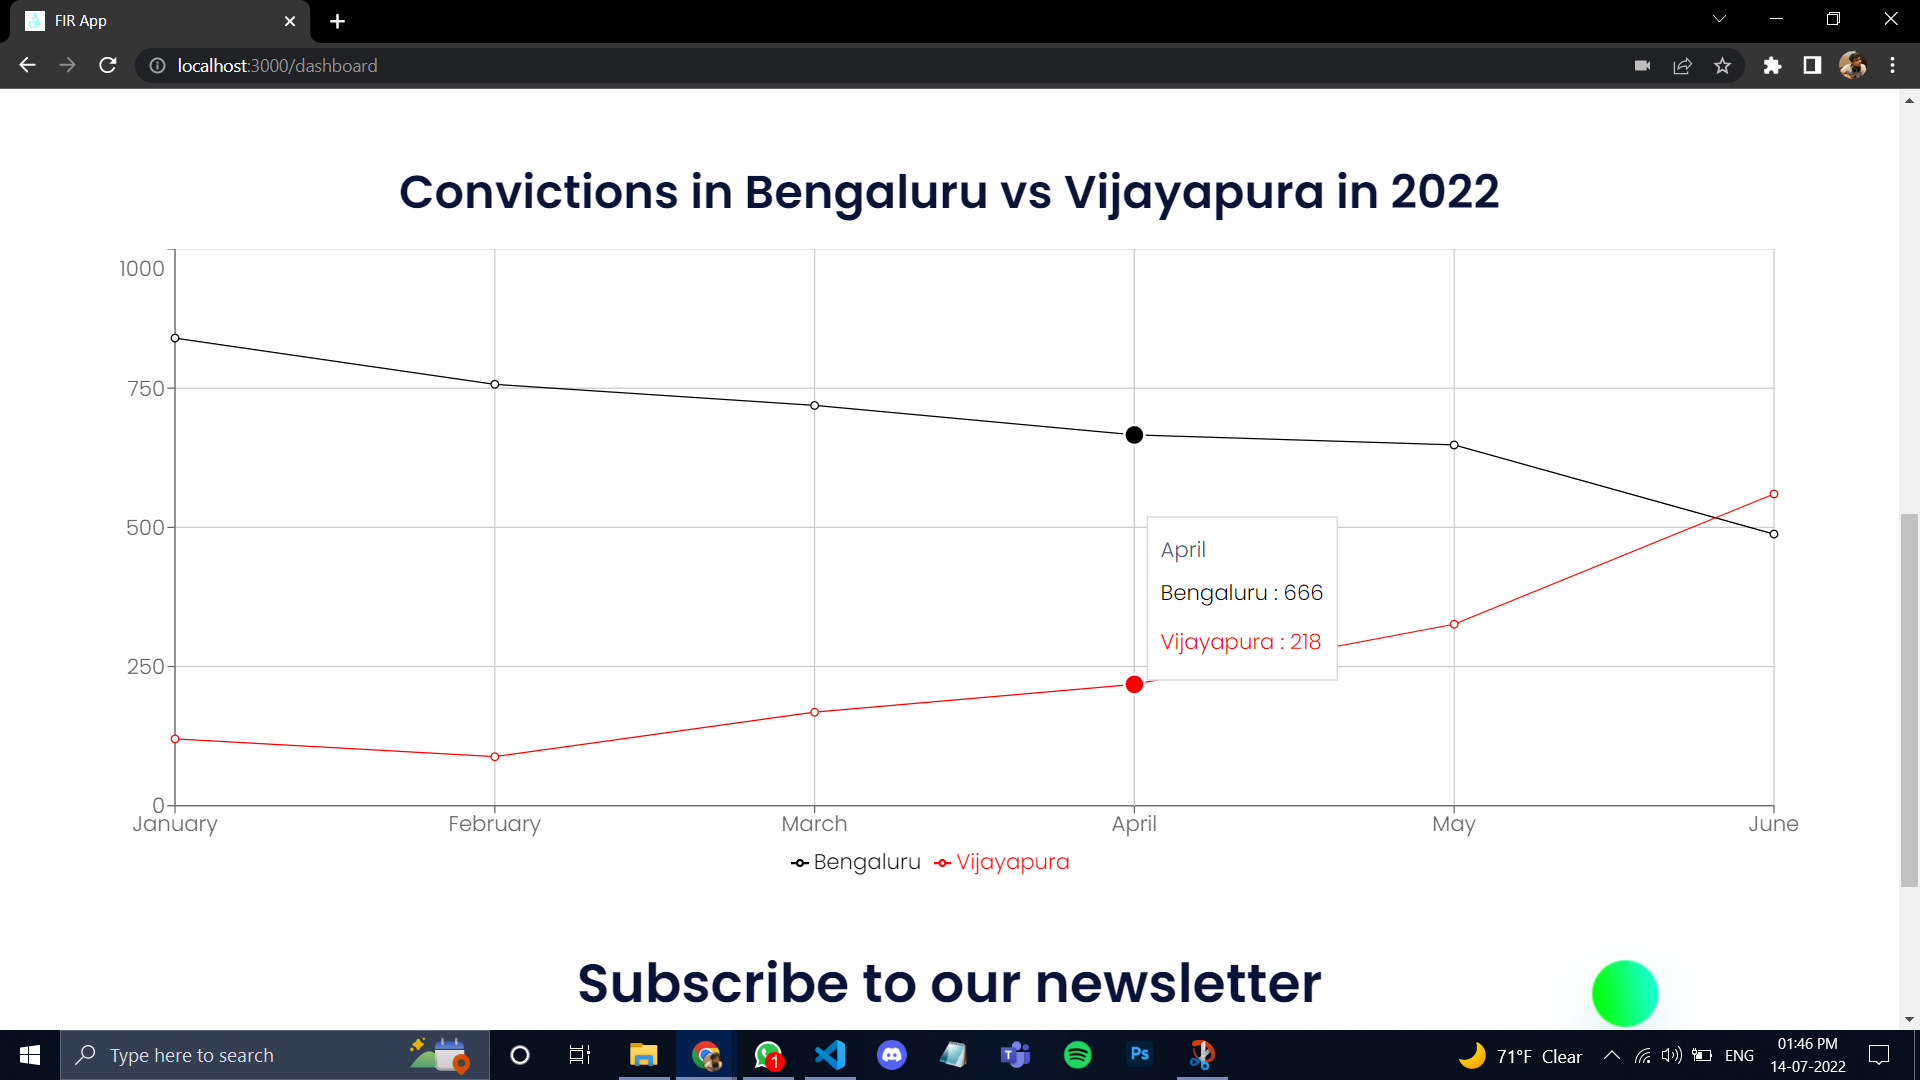 FIR App
localhost:3000/dashboard
Convictions in Bengaluru vs Vijayapura in 2022
1000
750
500
250
0
April
Bengaluru : 666
Vijayapura : 218
January February March April May June
Bengaluru Vijayapura
Subscribe to our newsletter
Type here to search
1
Ps
71°F Clear
ENG
01:46 PM
14-07-2022